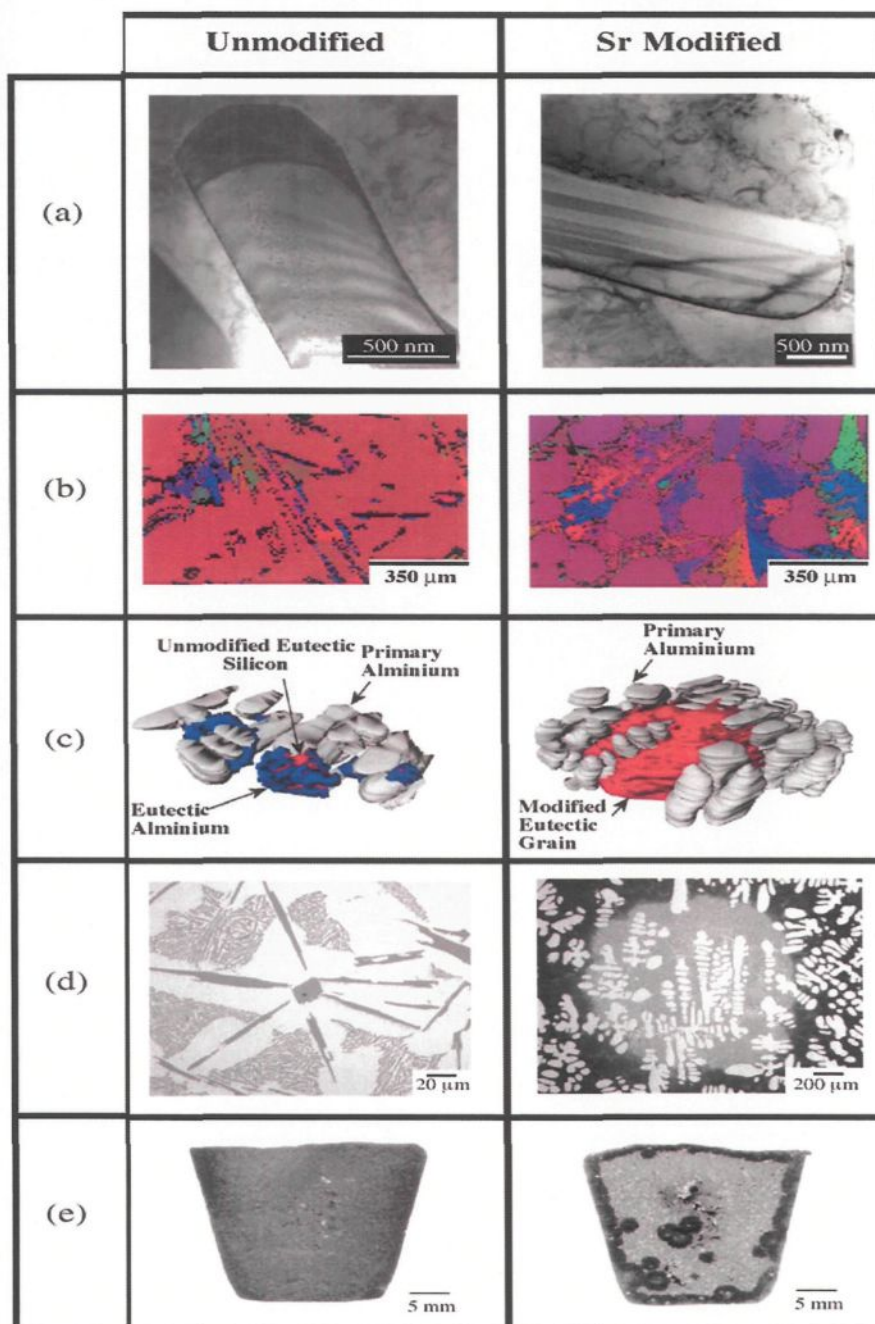 Unmodified
Sr Modified
(a)
500 nm
500 nm
(b)
350 μm
350 μm
(c)
Unmodified Eutectic
Silicon
Primary
Alminium
Eutectic
Alminium
Primary
Aluminium
Modified
Eutectic
Grain
(d)
20 μm
200 μm
(e)
5 mm
5 mm